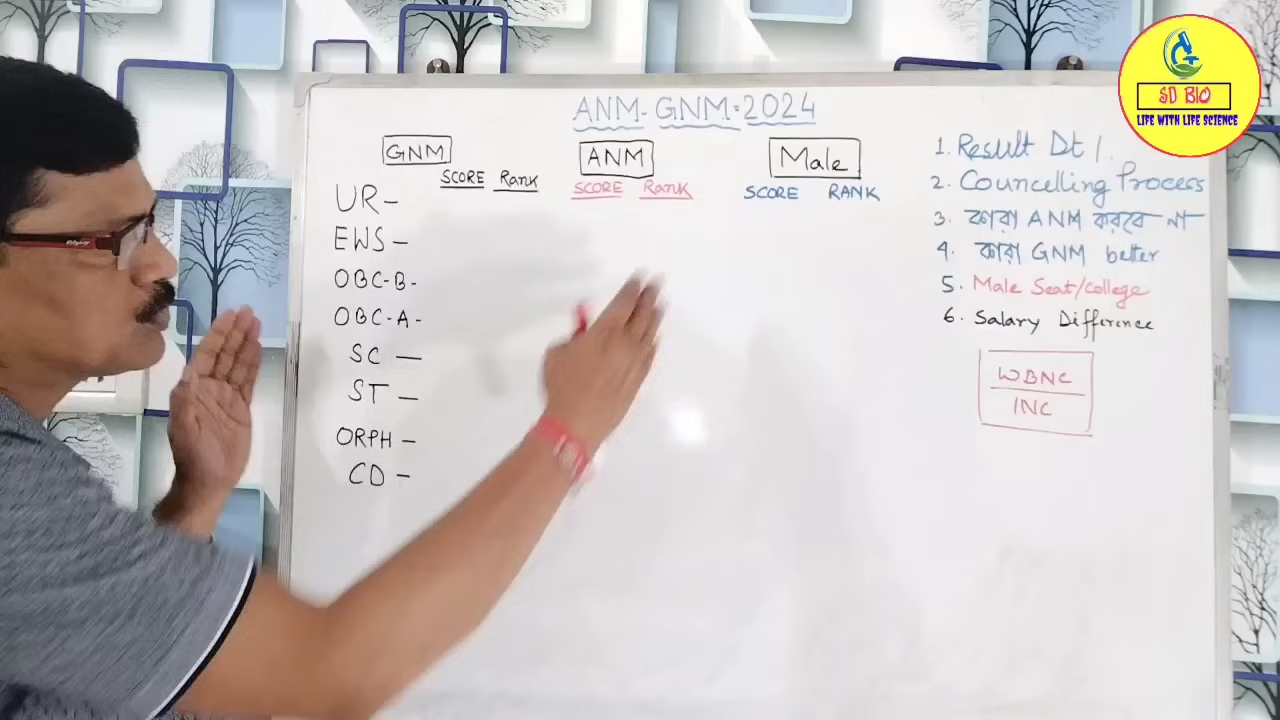 ANM-GNM-2024
GNM
SCORE Rank
UR-
EWS-
OBC-B-
OBC-A-
SC-
ST-
ORPH-
CD-
ANM
SCORE Rank
Male
SCORE RANK
1. Result Dt /.
2. Councelling Process
3. কারা ANM করবে না
4. কারা GNM better
5. Male Seat/College
6. Salary Difference
WBNC
INC
SD BIO
LIFE WITH LIFE SCIENCE